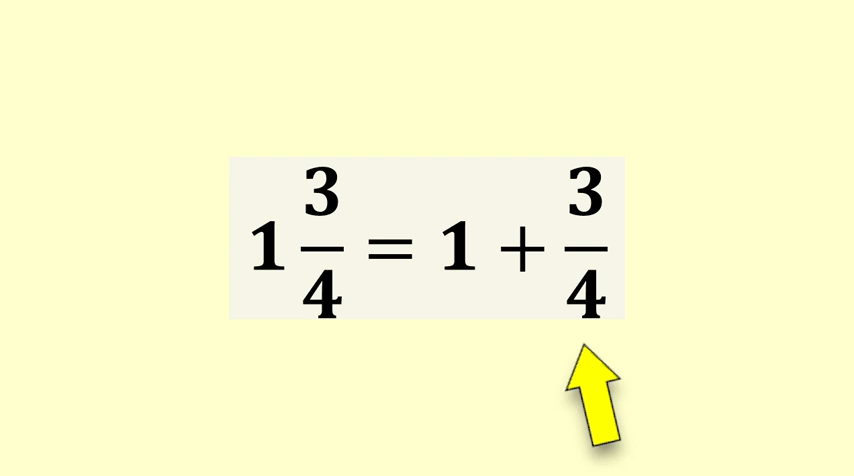 1 3/4 = 1 + 3/4